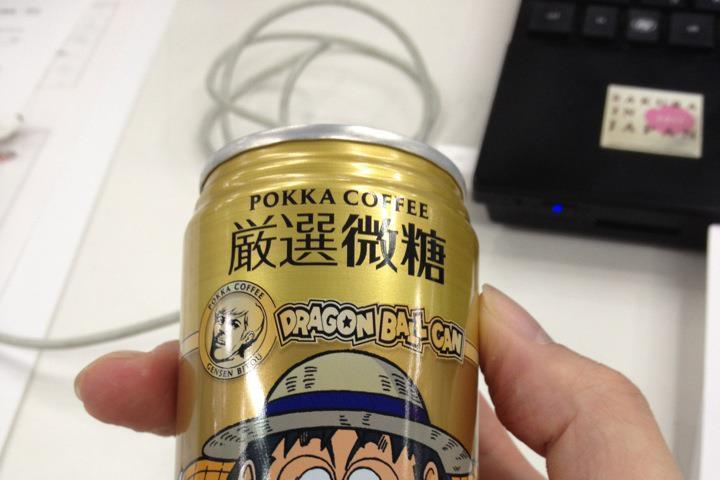 POKKA COFFEE
厳選微糖
POKKA COFFEE
GENSEN BITOU
DRAGON BALL CAN
SAKURA
IN
JAPAN